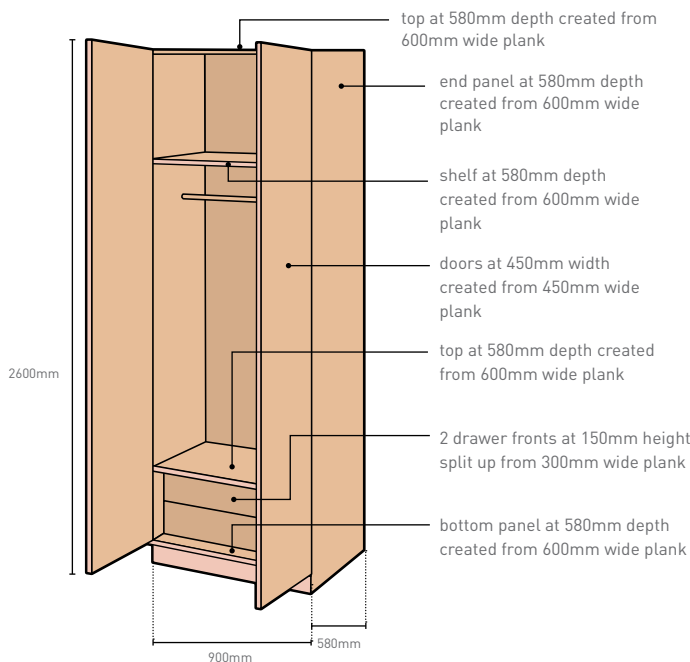 top at 580mm depth created from
600mm wide plank
end panel at 580mm depth
created from 600mm wide
plank
shelf at 580mm depth
created from 600mm wide
plank
doors at 450mm width
created from 450mm wide
plank
top at 580mm depth created
from 600mm wide plank
2600mm
2 drawer fronts at 150mm height
split up from 300mm wide plank
bottom panel at 580mm depth
created from 600mm wide plank
580mm
900mm